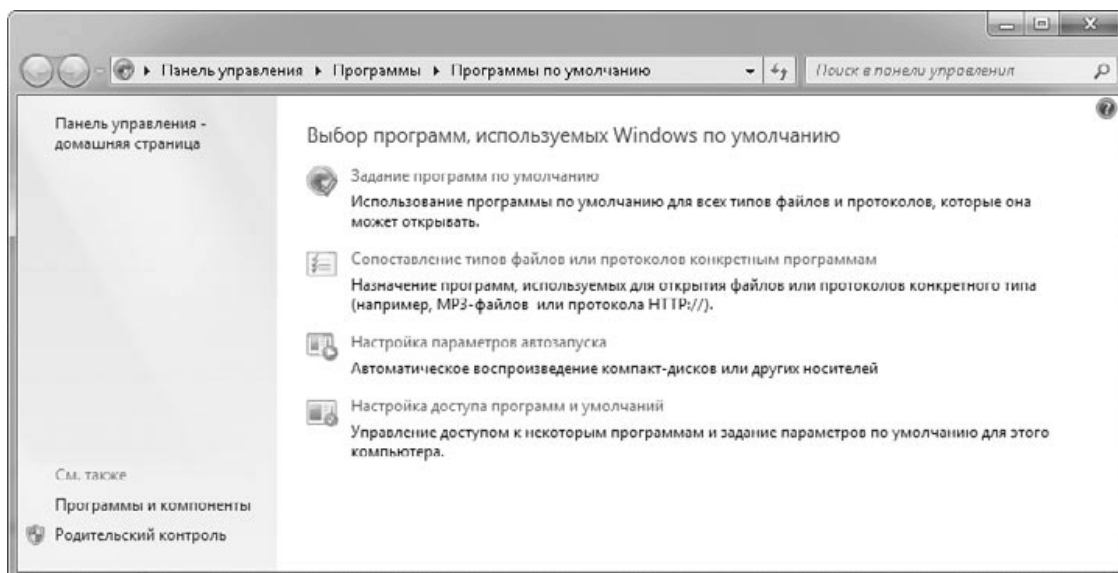 Панель управления ▸ Программы ▸ Программы по умолчанию
Поиск в панели управления
Панель управления -
домашняя страница
Выбор программ, используемых Windows по умолчанию
Задание программ по умолчанию
Использование программы по умолчанию для всех типов файлов и протоколов, которые она
может открывать.
Сопоставление типов файлов или протоколов конкретным программам
Назначение программ, используемых для открытия файлов или протоколов конкретного типа
(например, MP3-файлов или протокола HTTP://).
Настройка параметров автозапуска
Автоматическое воспроизведение компакт-дисков или других носителей
Настройка доступа программ и умолчаний
Управление доступом к некоторым программам и задание параметров по умолчанию для этого
компьютера.
См. также
Программы и компоненты
Родительский контроль